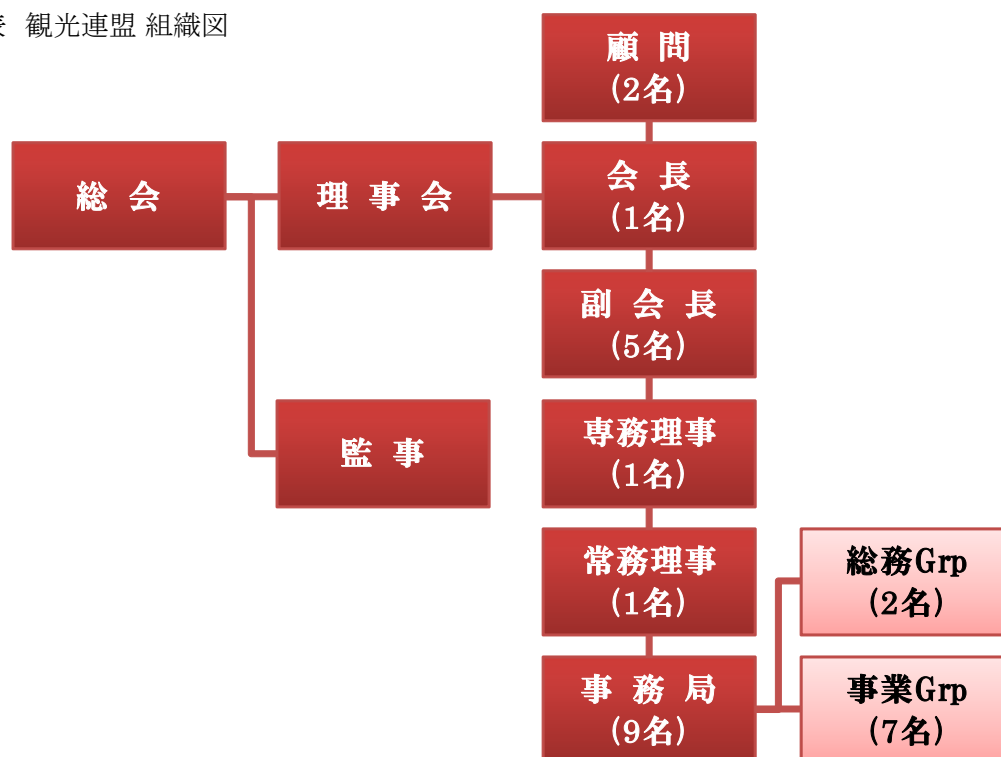 観光連盟 組織図
顧 問
(2名)
総 会
理 事 会
会 長
(1名)
副 会 長
(5名)
監 事
専務理事
(1名)
常務理事
(1名)
総務Grp
(2名)
事 務 局
(9名)
事業Grp
(7名)